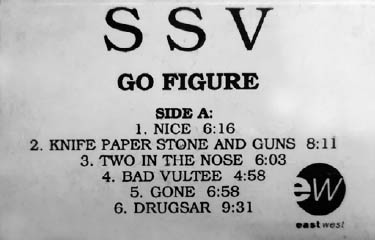 S S V
GO FIGURE
SIDE A:
1. NICE 6:16
2. KNIFE PAPER STONE AND GUNS 8:11
3. TWO IN THE NOSE 6:03
4. BAD VULTEE 4:58
5. GONE 6:58
6. DRUGSAR 9:31
ew
eastwest